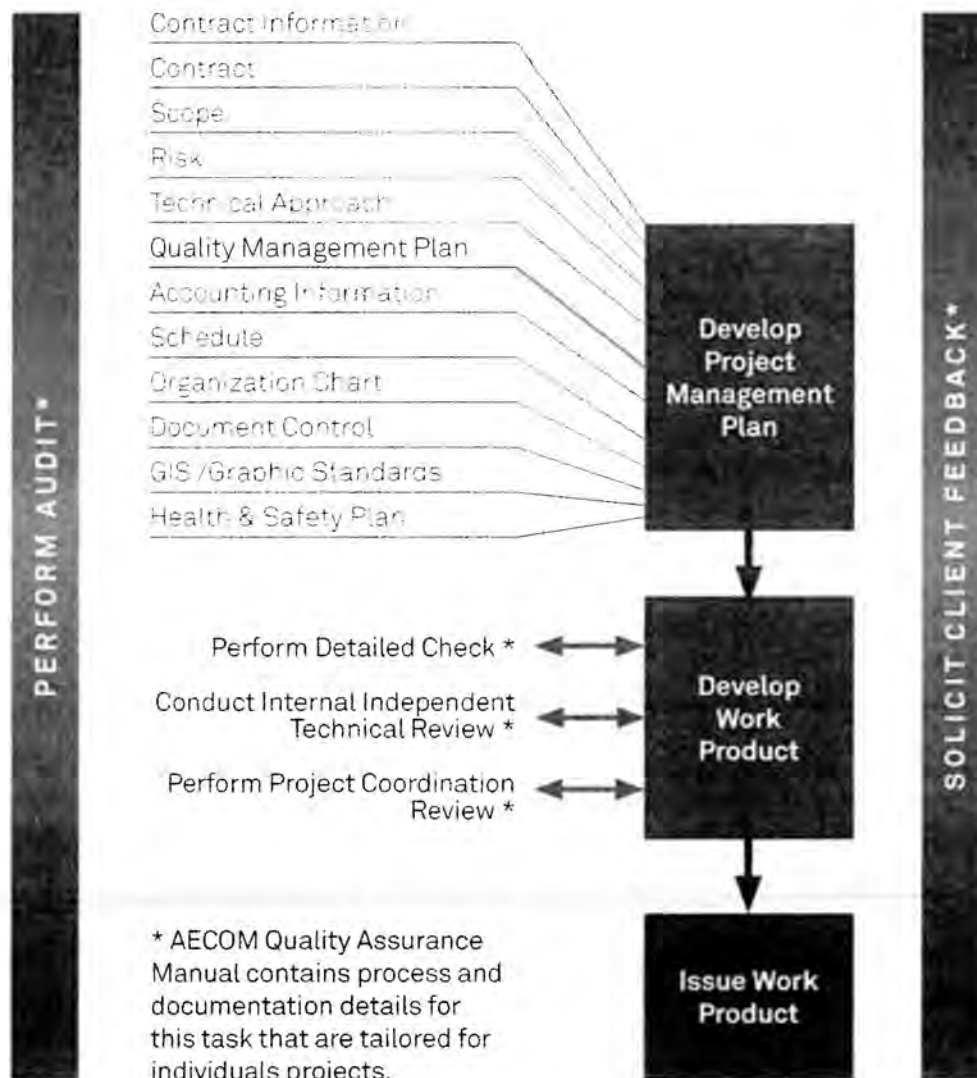 PERFORM AUDIT*
Contract Information
Contract
Scope
Risk
Technical Approach
Quality Management Plan
Accounting Information
Schedule
Organization Chart
Document Control
GIS /Graphic Standards
Health & Safety Plan
Develop
Project
Management
Plan
Perform Detailed Check *
Conduct Internal Independent
Technical Review *
Perform Project Coordination
Review *
Develop
Work
Product
* AECOM Quality Assurance
Manual contains process and
documentation details for
this task that are tailored for
individuals projects.
Issue Work
Product
SOLICIT CLIENT FEEDBACK*